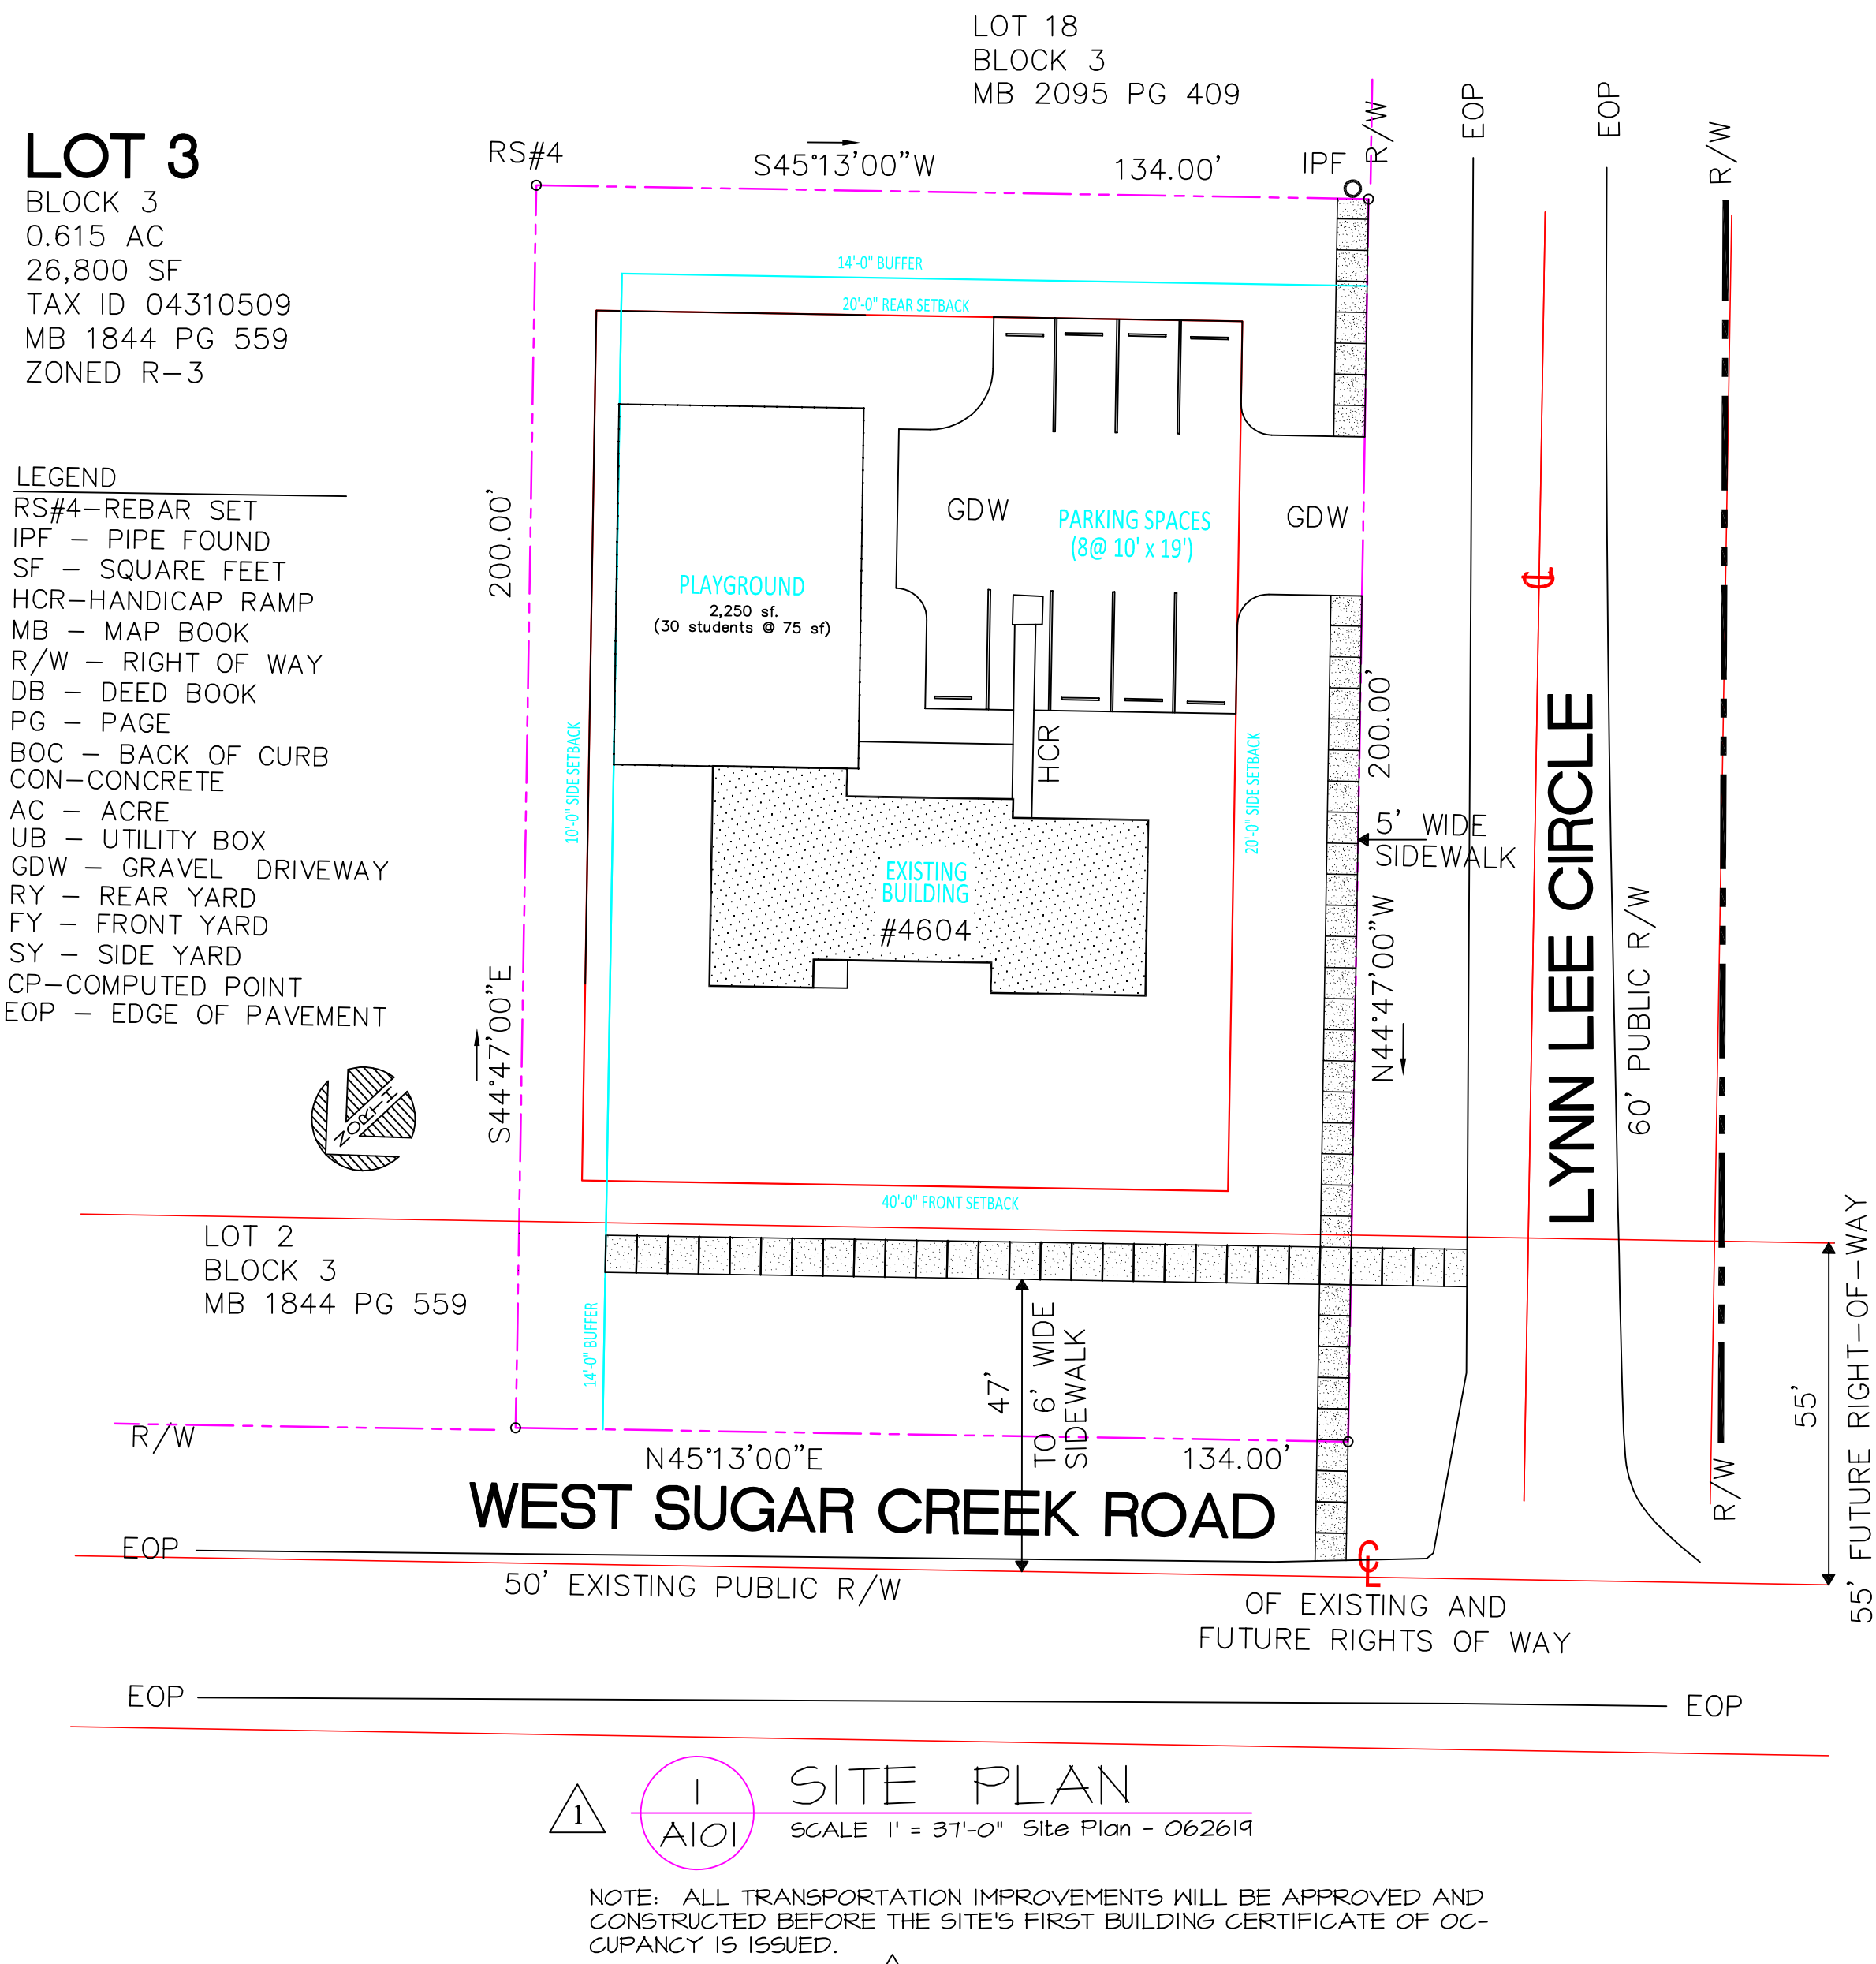 LOT 18
BLOCK 3
MB 2095 PG 409
LOT 3
BLOCK 3
0.615 AC
26,800 SF
TAX ID 04310509
MB 1844 PG 559
ZONED R-3
RS#4
S45°13'00"W
134.00'
IPF
R/W
EOP
EOP
R/W
14'-0" BUFFER
20'-0" REAR SETBACK
LEGEND
RS#4-REBAR SET
IPF - PIPE FOUND
SF - SQUARE FEET
HCR-HANDICAP RAMP
MB - MAP BOOK
R/W - RIGHT OF WAY
DB - DEED BOOK
PG - PAGE
BOC - BACK OF CURB
CON-CONCRETE
AC - ACRE
UB - UTILITY BOX
GDW - GRAVEL DRIVEWAY
RY - REAR YARD
FY - FRONT YARD
SY - SIDE YARD
CP-COMPUTED POINT
EOP - EDGE OF PAVEMENT
NORTH
200.00'
S44°47'00"E
10'-0" SIDE SETBACK
PLAYGROUND
2,250 sf.
(30 students @ 75 sf)
GDW
PARKING SPACES
(8@ 10' x 19')
GDW
HCR
20'-0" SIDE SETBACK
EXISTING
BUILDING
#4604
200.00'
5' WIDE
SIDEWALK
N44°47'00"W
CL
LYNN LEE CIRCLE
60' PUBLIC R/W
40'-0" FRONT SETBACK
LOT 2
BLOCK 3
MB 1844 PG 559
14'-0" BUFFER
47'
TO 6' WIDE
SIDEWALK
55'
55' FUTURE RIGHT-OF-WAY
R/W
R/W
N45°13'00"E
134.00'
WEST SUGAR CREEK ROAD
EOP
50' EXISTING PUBLIC R/W
CL
OF EXISTING AND
FUTURE RIGHTS OF WAY
EOP
EOP
1
1
A101
SITE PLAN
SCALE 1' = 37'-0" Site Plan - 062619
NOTE: ALL TRANSPORTATION IMPROVEMENTS WILL BE APPROVED AND
CONSTRUCTED BEFORE THE SITE'S FIRST BUILDING CERTIFICATE OF OC-
CUPANCY IS ISSUED.